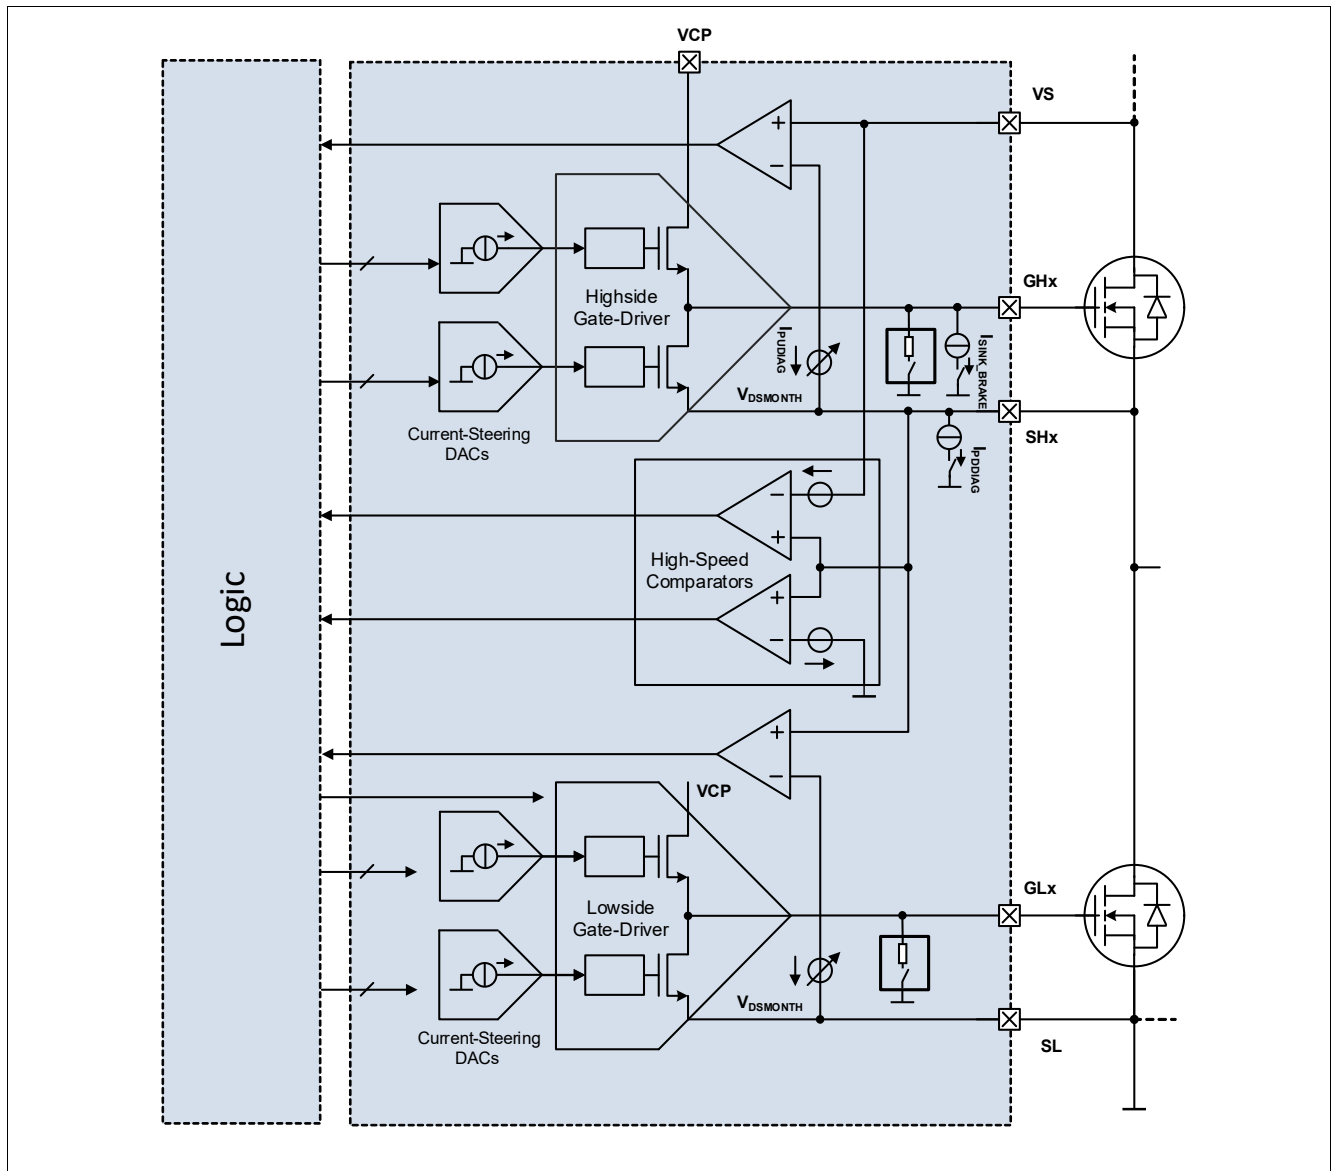 VCP
VS
+
−
GHx
Highside
Gate-Driver
IPUDIAG
ISINK_BRAKE
VDSMONTH
SHx
Current-Steering
DACs
IPDDIAG
−
+
High-Speed
Comparators
+
−
Logic
+
−
VCP
GLx
Lowside
Gate-Driver
VDSMONTH
Current-Steering
DACs
SL